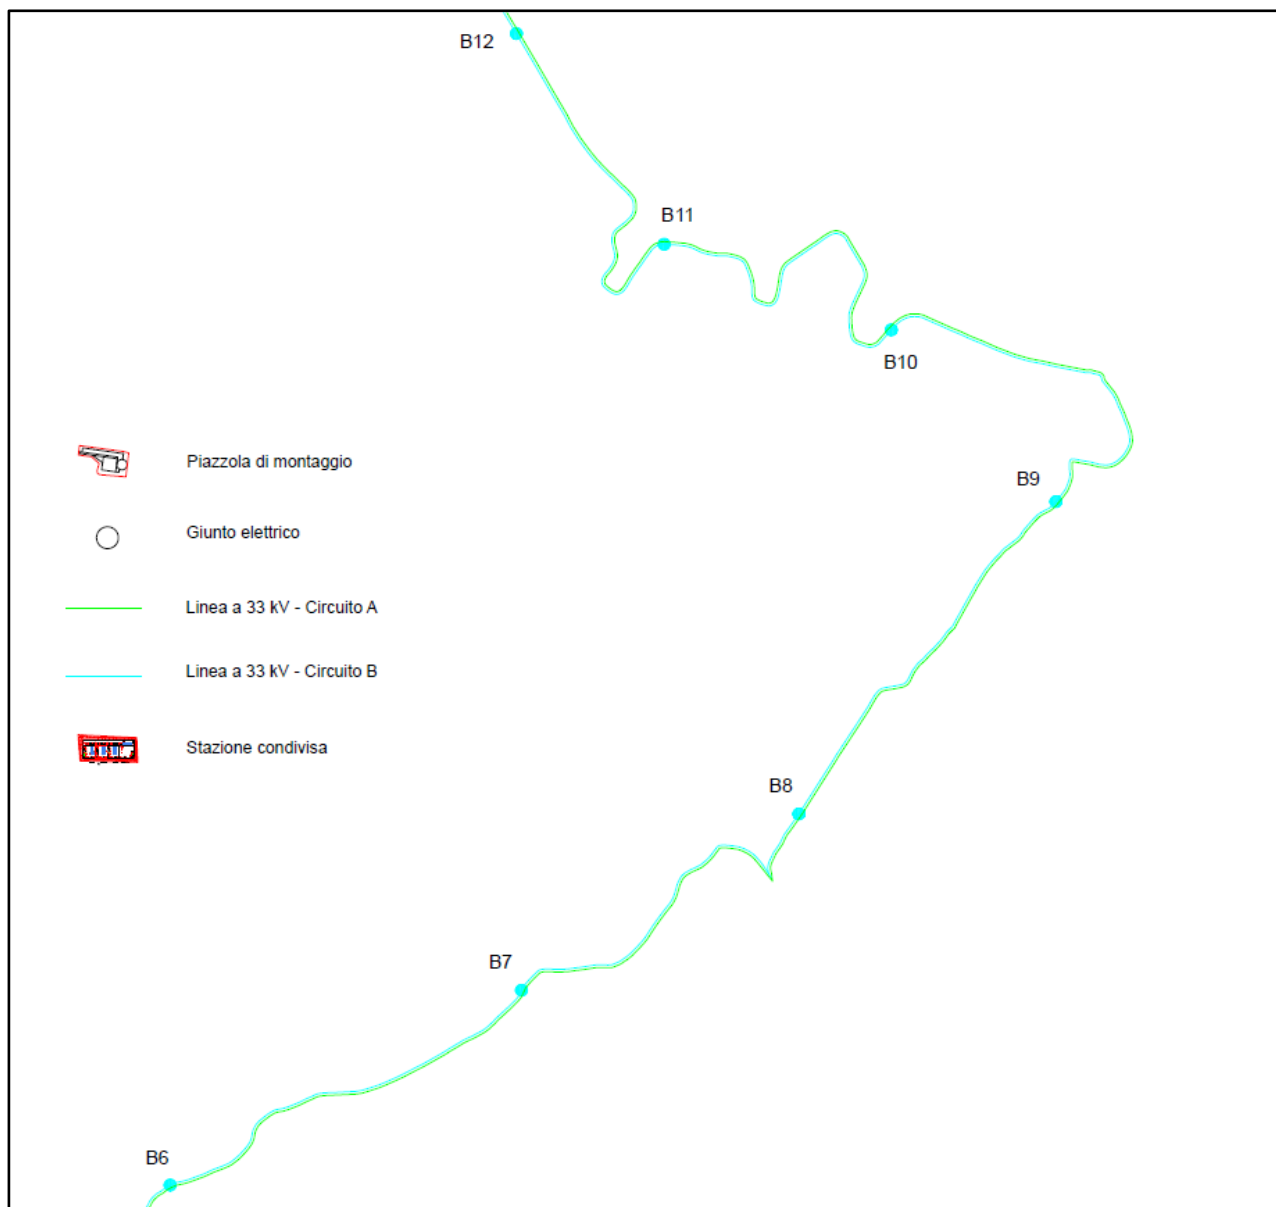 B12
B11
B10
Piazzola di montaggio
B9
Giunto elettrico
Linea a 33 kV - Circuito A
Linea a 33 kV - Circuito B
Stazione condivisa
B8
B7
B6